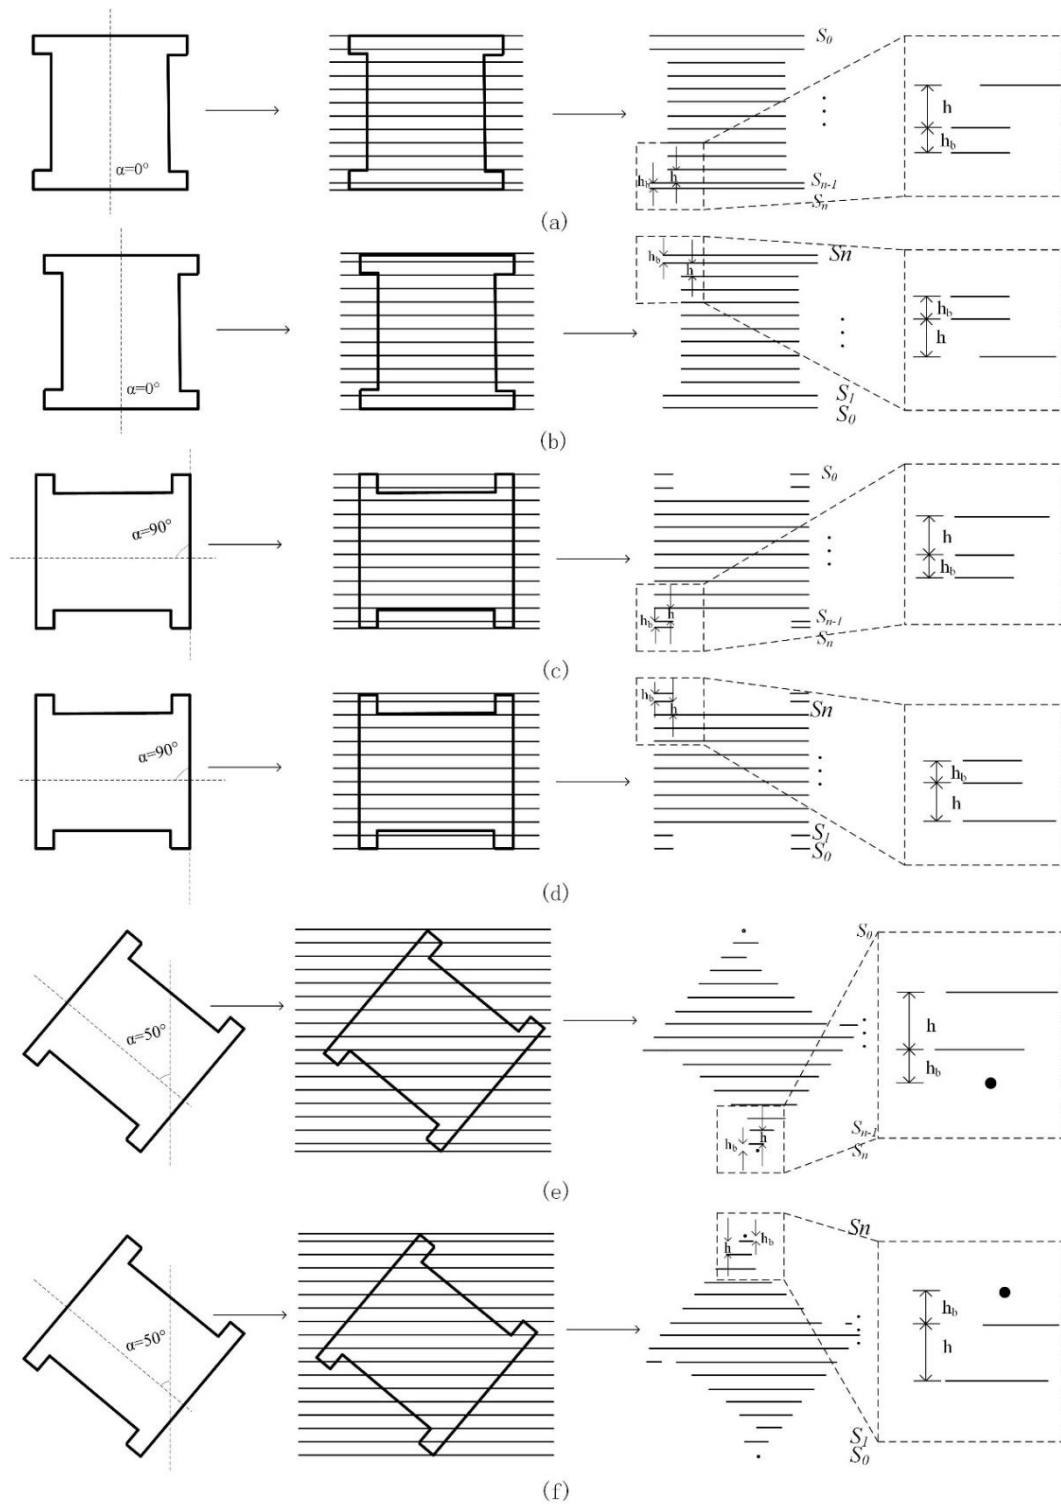 S0
h
hb
α=0°
hb
h
Sn-1
Sn
(a)
hb
h
Sn
hb
h
α=0°
S1
S0
(b)
S0
α=90°
h
hb
hb
h
Sn-1
Sn
(c)
hb
h
Sn
α=90°
hb
h
S1
S0
(d)
S0
α=50°
h
hb
hb
h
Sn-1
Sn
(e)
h
hb
Sn
hb
α=50°
h
S1
S0
(f)